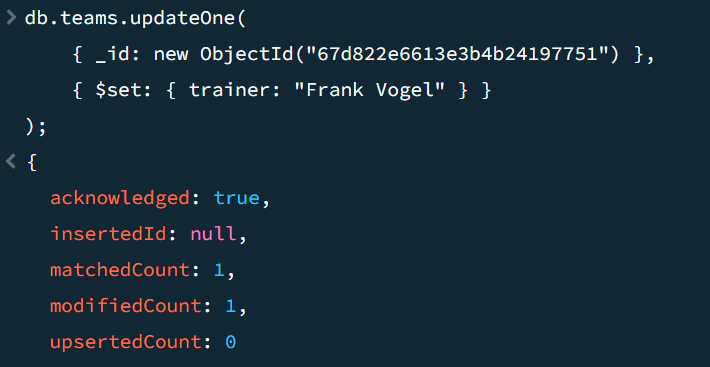 > db.teams.updateOne(
{ _id: new ObjectId("67d822e6613e3b4b24197751") },
{ $set: { trainer: "Frank Vogel" } }
);
< {
acknowledged: true,
insertedId: null,
matchedCount: 1,
modifiedCount: 1,
upsertedCount: 0